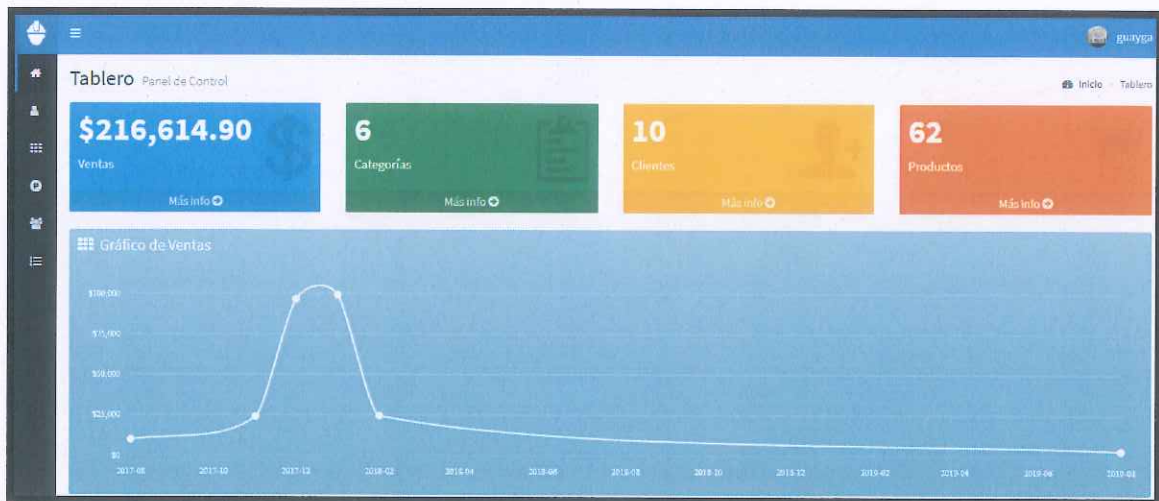 guayga
Tablero Panel de Control
Inicio Tablero
$216,614.90
Ventas
Más info
6
Categorías
Más info
10
Clientes
Más info
62
Productos
Más info
Gráfico de Ventas
$100,000
$75,000
$50,000
$25,000
$0
2017-08 2017-10 2017-12 2018-02 2018-04 2018-06 2018-08 2018-10 2018-12 2019-02 2019-04 2019-06 2019-08